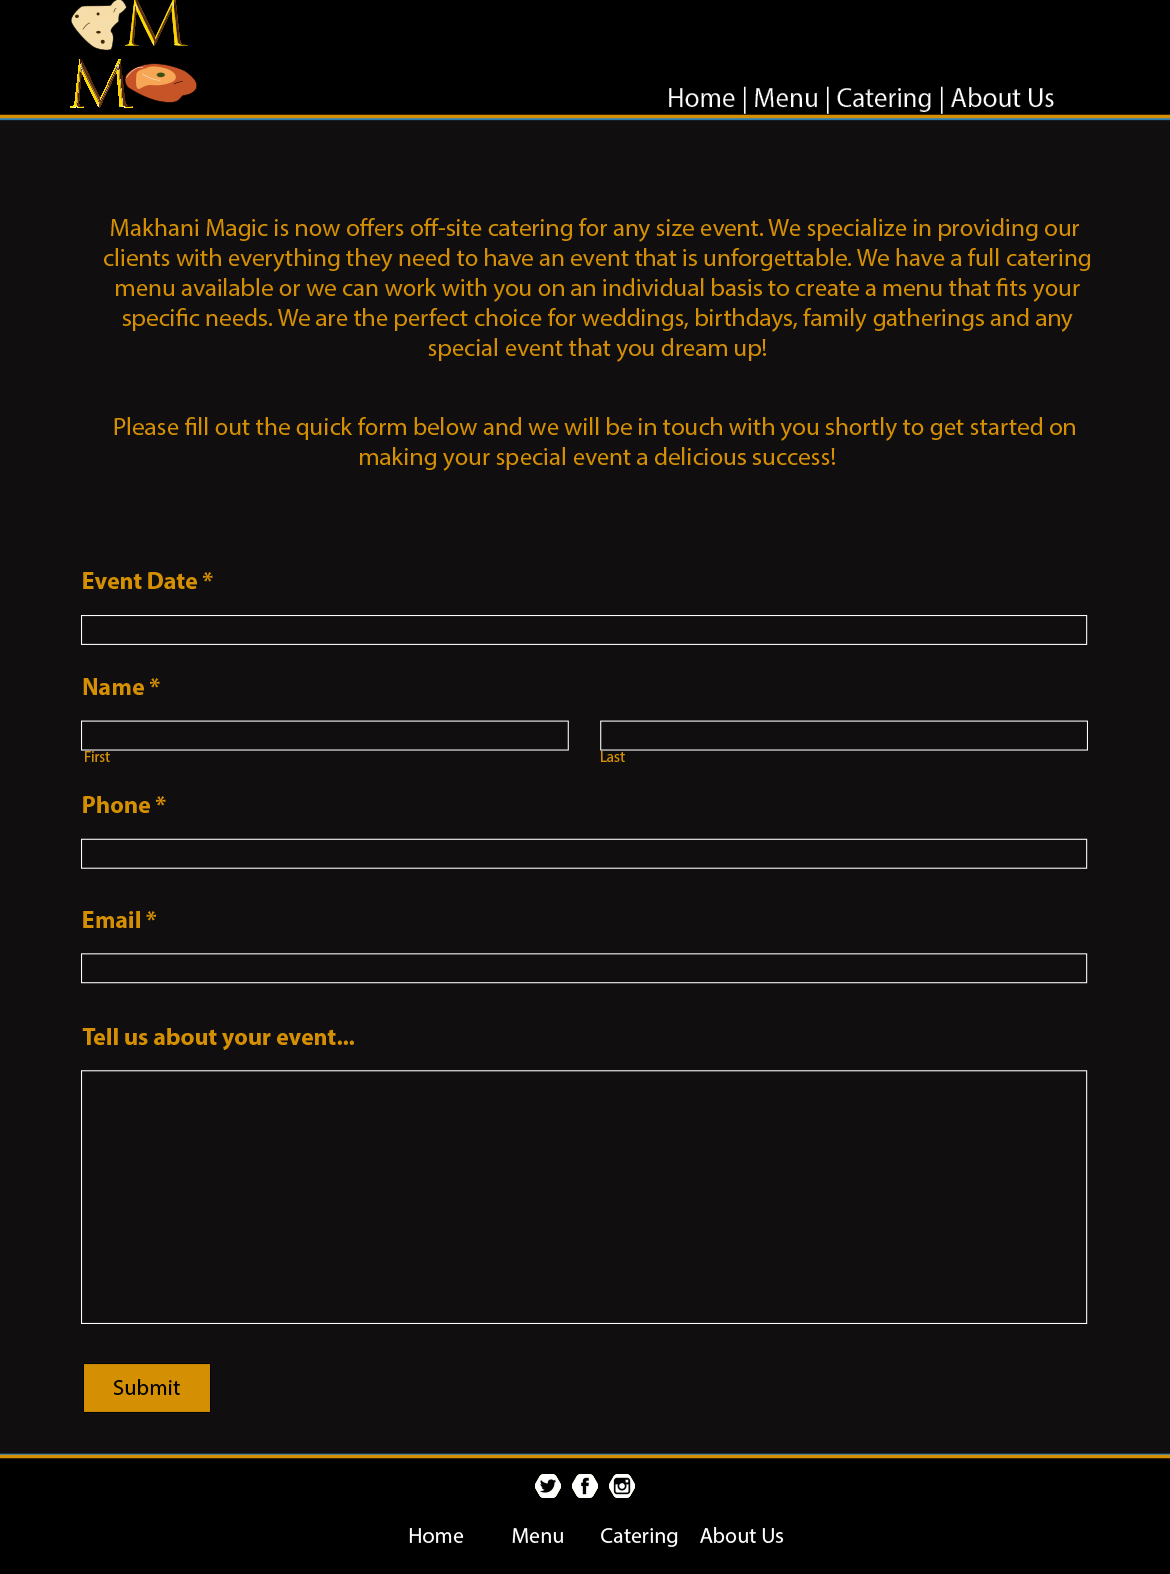 M
M
Home | Menu | Catering | About Us
Makhani Magic is now offers off-site catering for any size event. We specialize in providing our
clients with everything they need to have an event that is unforgettable. We have a full catering
menu available or we can work with you on an individual basis to create a menu that fits your
specific needs. We are the perfect choice for weddings, birthdays, family gatherings and any
special event that you dream up!
Please fill out the quick form below and we will be in touch with you shortly to get started on
making your special event a delicious success!
Event Date *
Name *
First Last
Phone *
Email *
Tell us about your event...
Submit
Home Menu Catering About Us